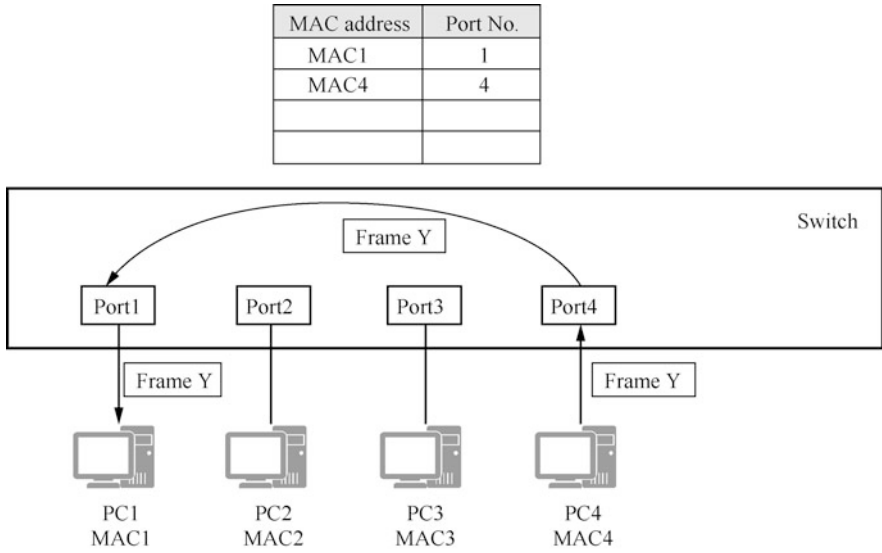 MAC address Port No.
MAC1 1
MAC4 4
Switch
Frame Y
Port1 Port2 Port3 Port4
Frame Y Frame Y
PC1 PC2 PC3 PC4
MAC1 MAC2 MAC3 MAC4